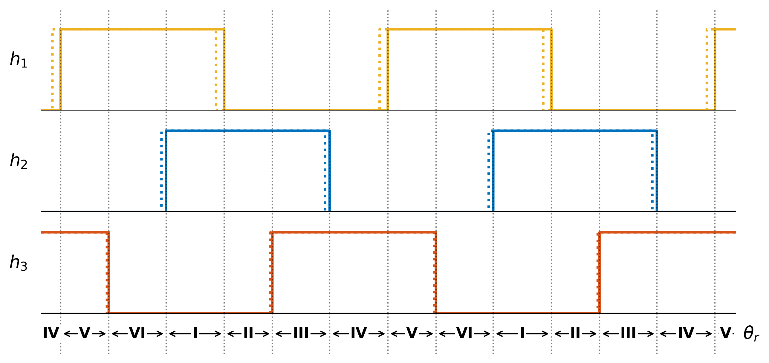 h₁
h₂
h₃
IV V VI I II III IV V VI I II III IV V θᵣ